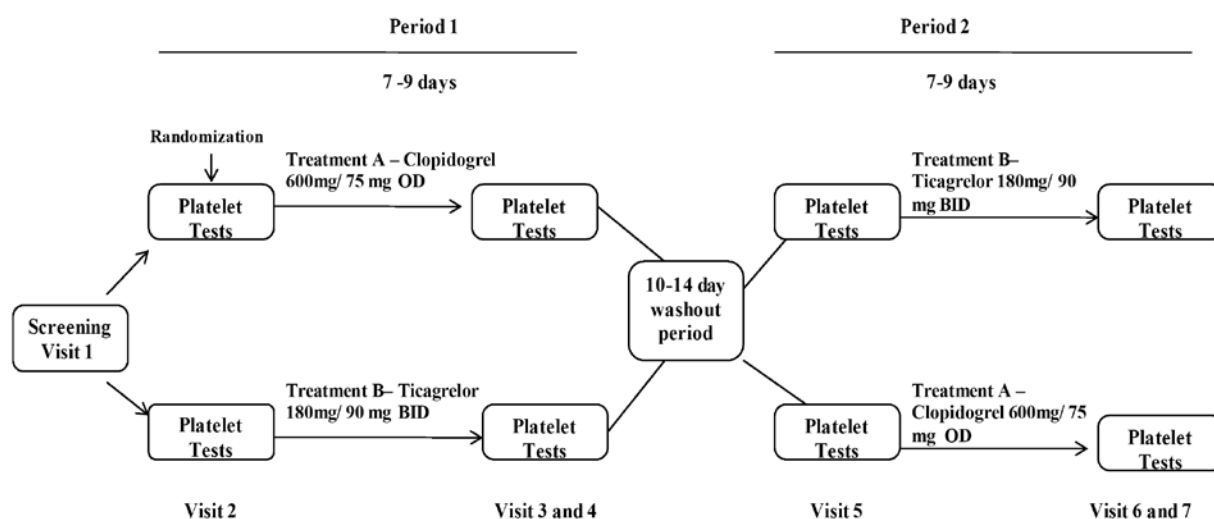 Period 1
Period 2
7 -9 days
7-9 days
Randomization
Treatment A – Clopidogrel
600mg/ 75 mg OD
Treatment B–
Ticagrelor 180mg/ 90
mg BID
Platelet
Tests
Platelet
Tests
Platelet
Tests
Platelet
Tests
10-14 day
washout
period
Screening
Visit 1
Treatment B– Ticagrelor
180mg/ 90 mg BID
Treatment A –
Clopidogrel 600mg/ 75
mg OD
Platelet
Tests
Platelet
Tests
Platelet
Tests
Platelet
Tests
Visit 2
Visit 3 and 4
Visit 5
Visit 6 and 7